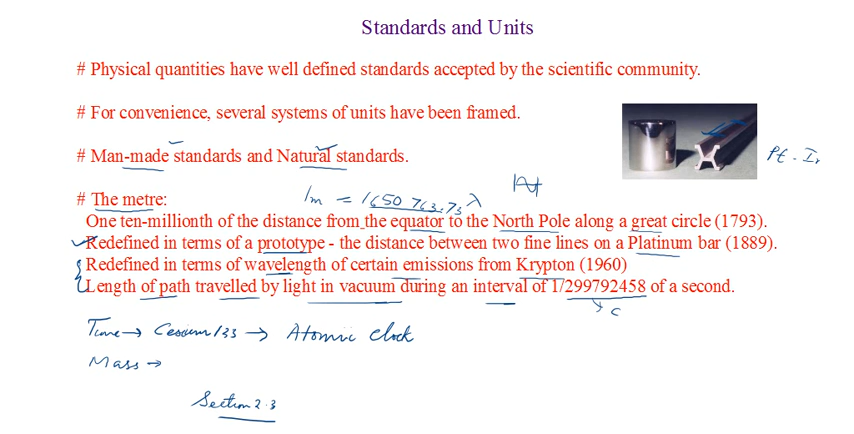 Standards and Units
# Physical quantities have well defined standards accepted by the scientific community.
# For convenience, several systems of units have been framed.
# Man-made standards and Natural standards.
Pt - Ir
# The metre:
1m = 1650 763.73 λ
One ten-millionth of the distance from the equator to the North Pole along a great circle (1793).
Redefined in terms of a prototype - the distance between two fine lines on a Platinum bar (1889).
Redefined in terms of wavelength of certain emissions from Krypton (1960)
Length of path travelled by light in vacuum during an interval of 1/299792458 of a second.
→ c
Time → Cesium 133 → Atomic clock
Mass →
Section 2.3